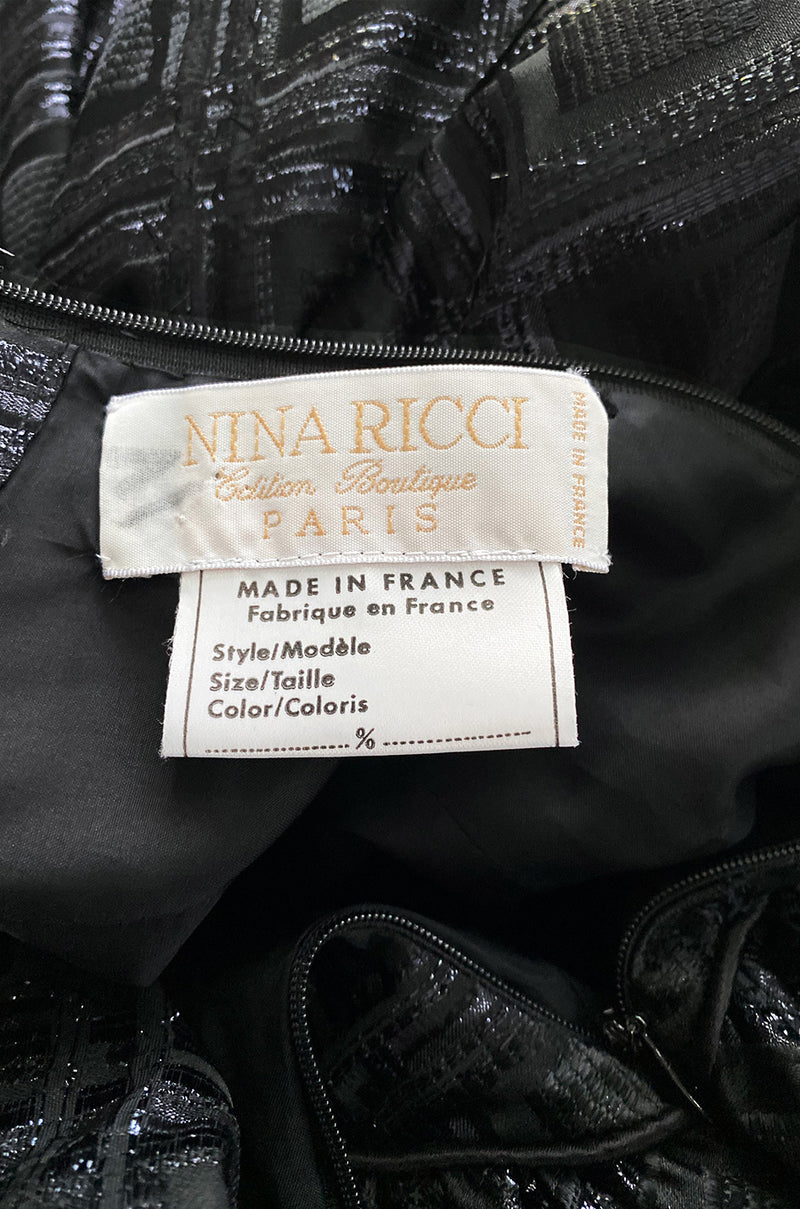 NINA RICCI
Edition Boutique
PARIS
MADE IN FRANCE
MADE IN FRANCE
Fabrique en France
Style/Modèle
Size/Taille
Color/Coloris
%